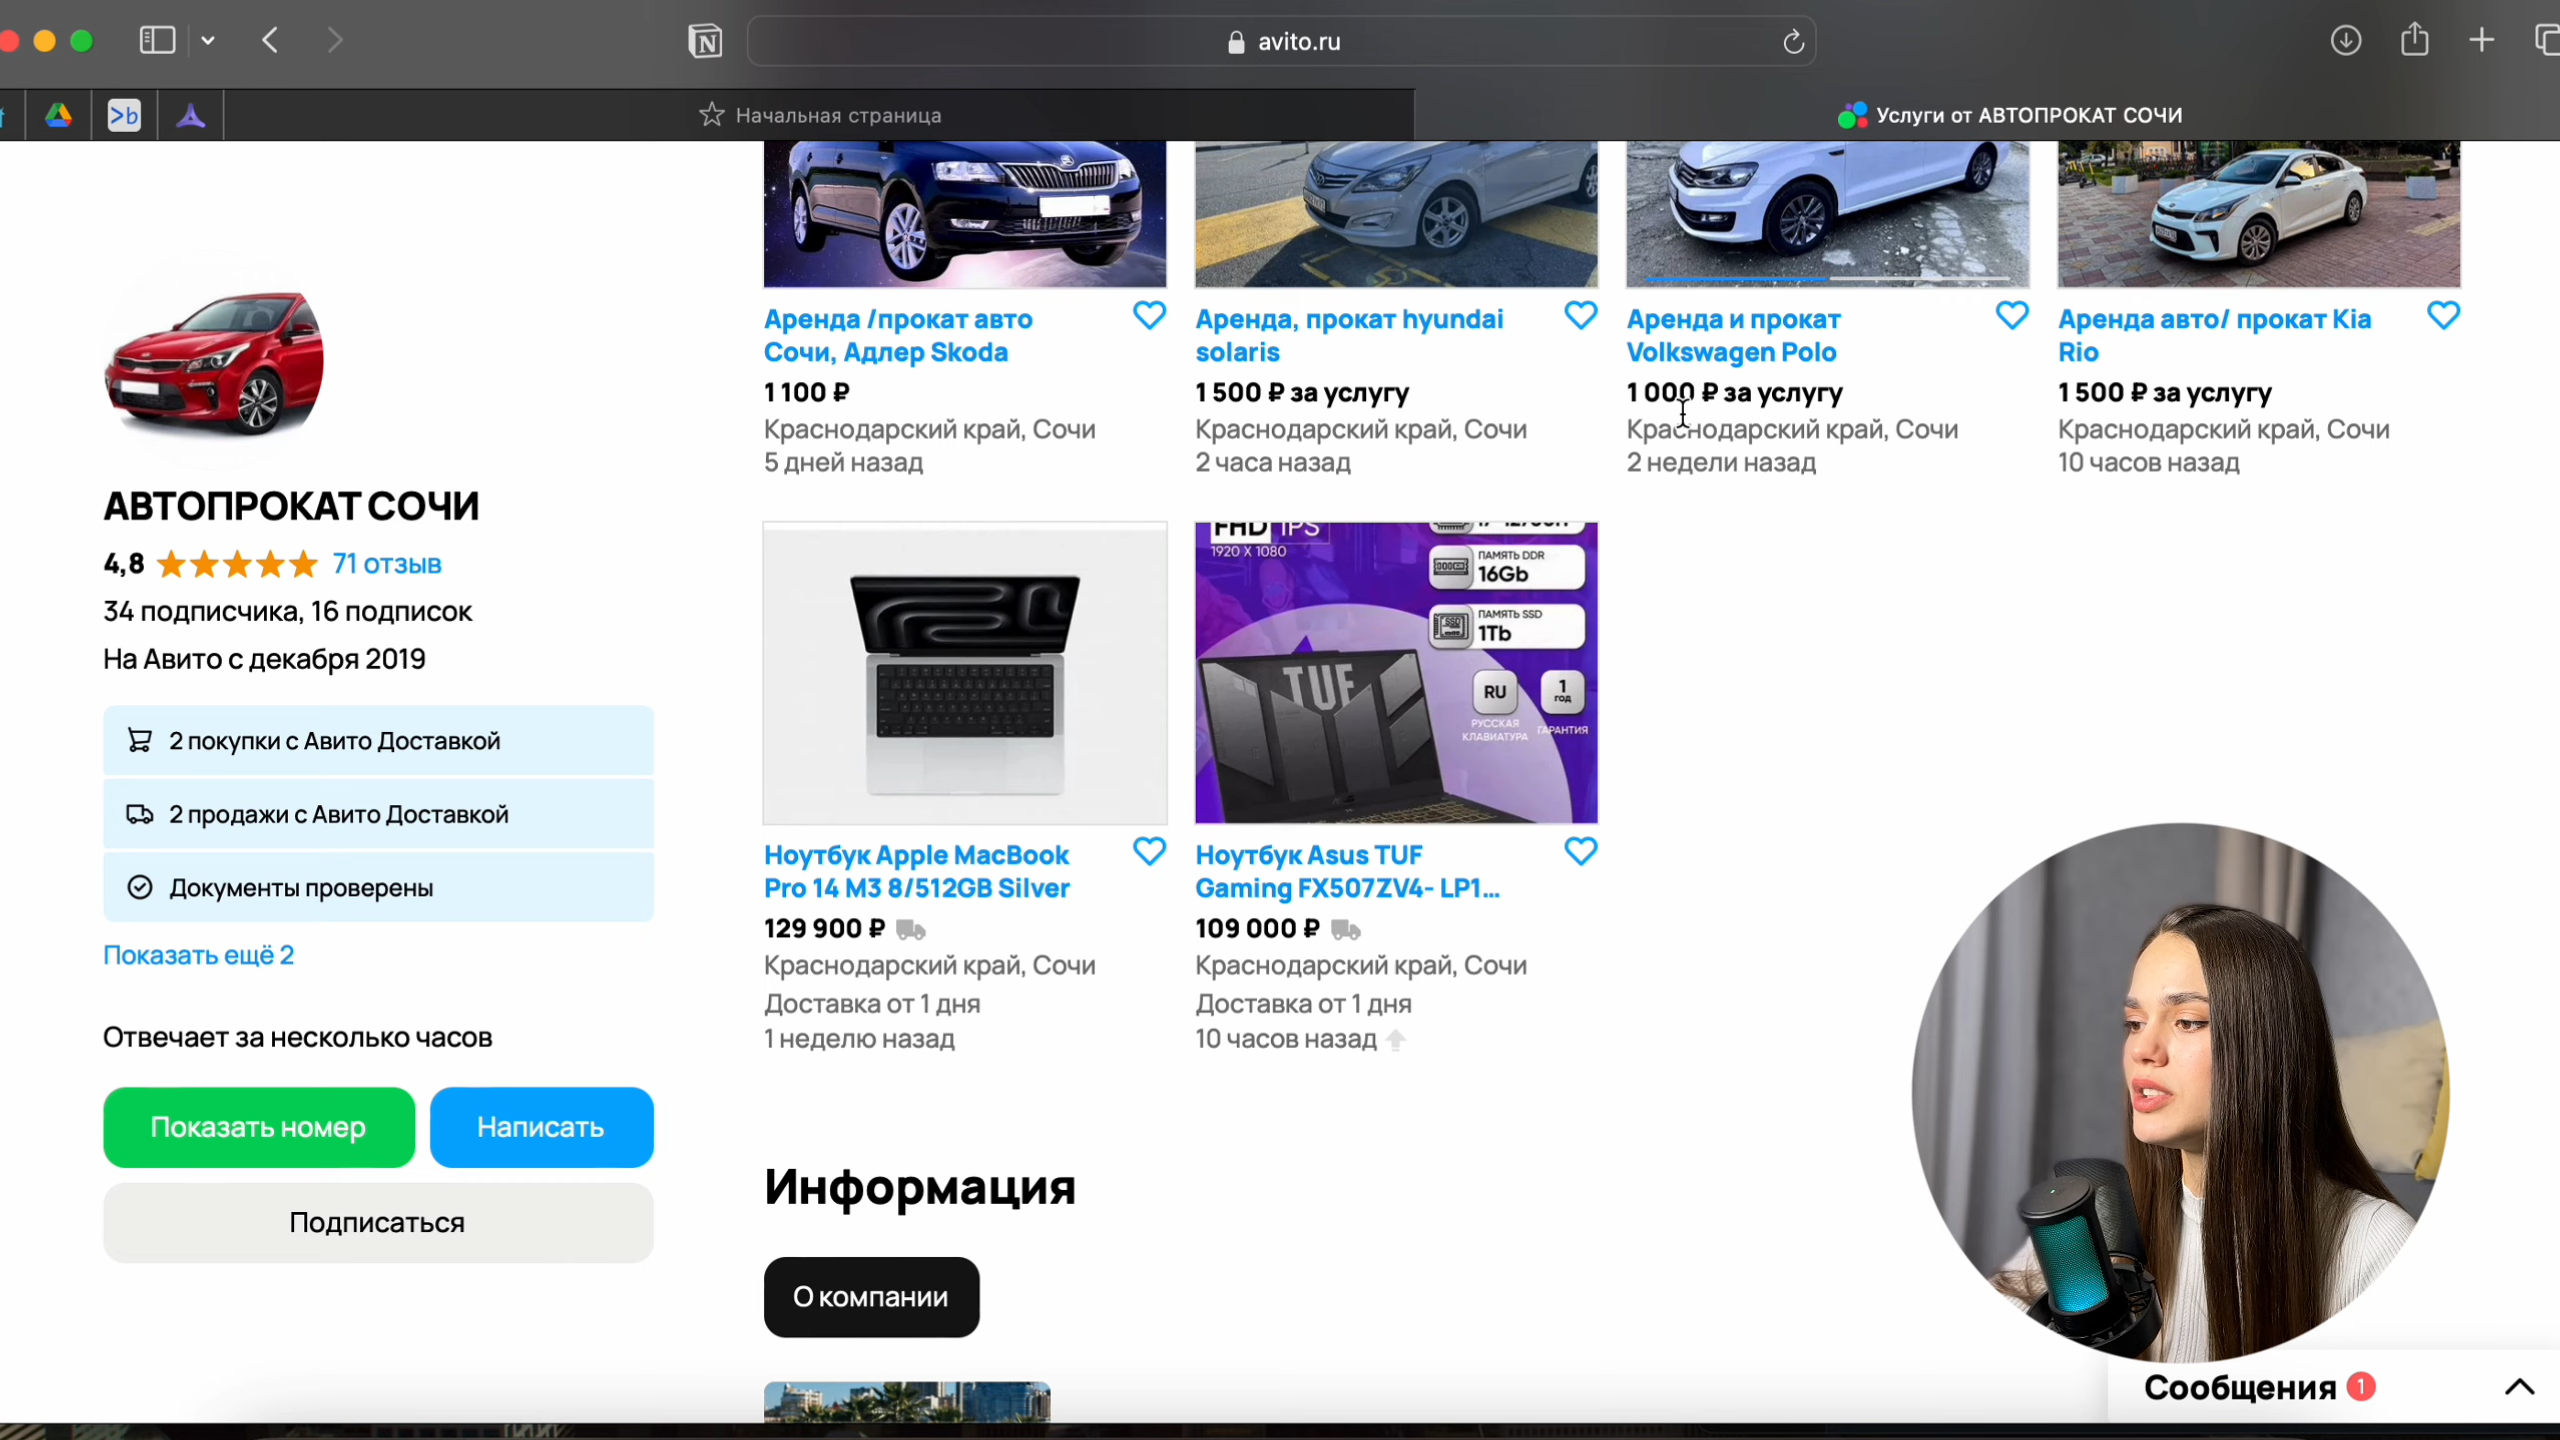 avito.ru
>b
Начальная страница
Услуги от АВТОПРОКАТ СОЧИ
АВТОПРОКАТ СОЧИ
4,8
71 отзыв
34 подписчика, 16 подписок
На Авито с декабря 2019
2 покупки с Авито Доставкой
2 продажи с Авито Доставкой
Документы проверены
Показать ещё 2
Отвечает за несколько часов
Показать номер
Написать
Подписаться
Аренда /прокат авто
Сочи, Адлер Skoda
1 100 ₽
Краснодарский край, Сочи
5 дней назад
Аренда, прокат hyundai
solaris
1 500 ₽ за услугу
Краснодарский край, Сочи
2 часа назад
Аренда и прокат
Volkswagen Polo
1 000 ₽ за услугу
Краснодарский край, Сочи
2 недели назад
Аренда авто/ прокат Kia
Rio
1 500 ₽ за услугу
Краснодарский край, Сочи
10 часов назад
FHD IPS
1920 X 1080
ПАМЯТЬ DDR
16Gb
ПАМЯТЬ SSD
SSD
1Tb
TUF
RU
РУССКАЯ
КЛАВИАТУРА
1
год
ГАРАНТИЯ
Ноутбук Apple MacBook
Pro 14 M3 8/512GB Silver
129 900 ₽
Краснодарский край, Сочи
Доставка от 1 дня
1 неделю назад
Ноутбук Asus TUF
Gaming FX507ZV4- LP1...
109 000 ₽
Краснодарский край, Сочи
Доставка от 1 дня
10 часов назад
Информация
О компании
Сообщения 1